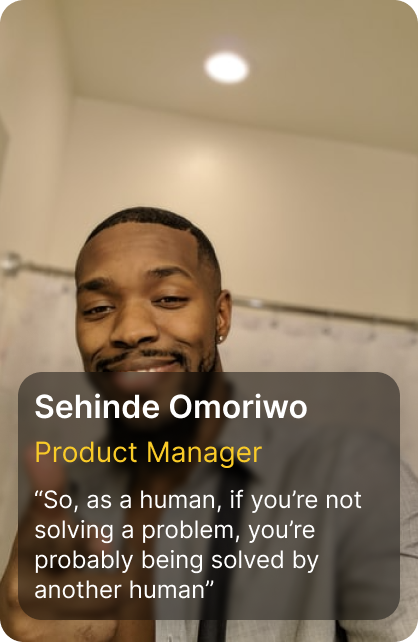 Sehinde Omoriwo
Product Manager
“So, as a human, if you’re not
solving a problem, you’re
probably being solved by
another human”